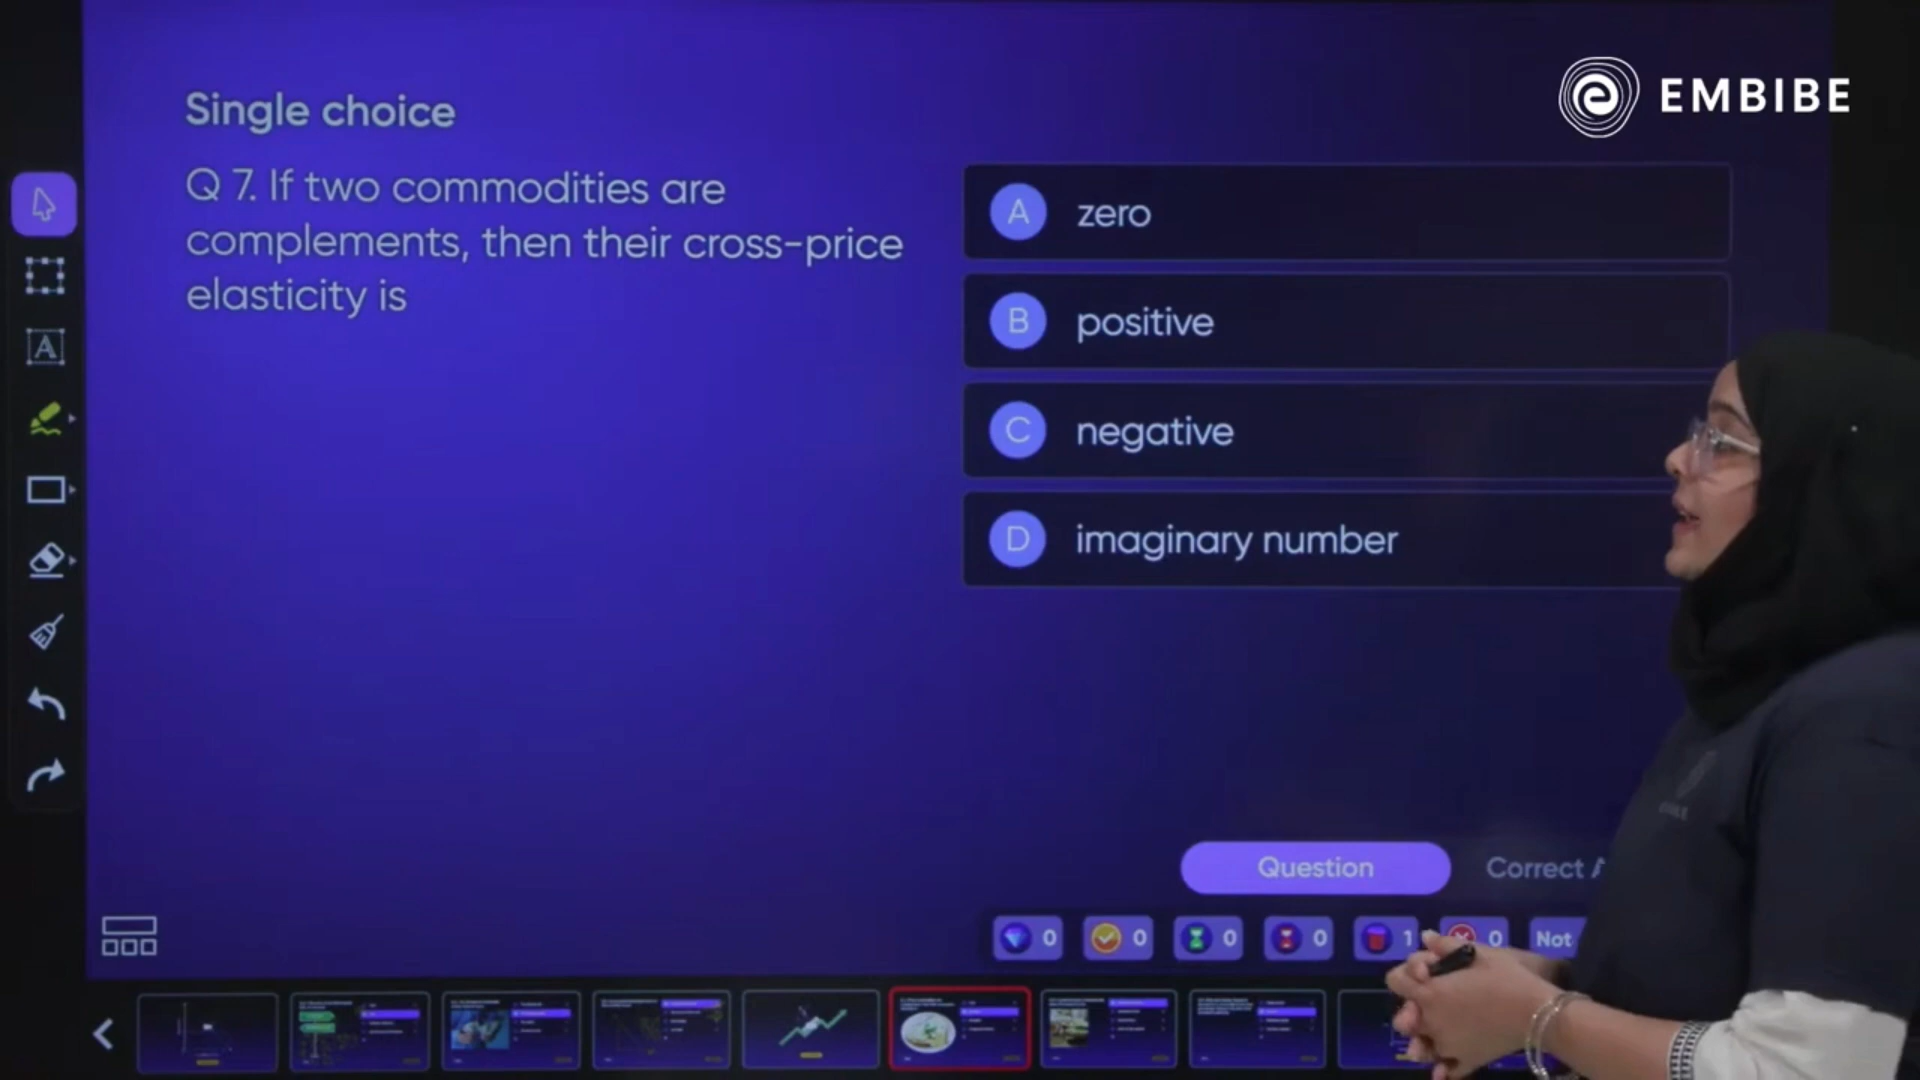 EMBIBE
Single choice
Q 7. If two commodities are
complements, then their cross-price
elasticity is
A zero
B positive
C negative
D imaginary number
Question Correct A
0 0 0 0 1 0 Not